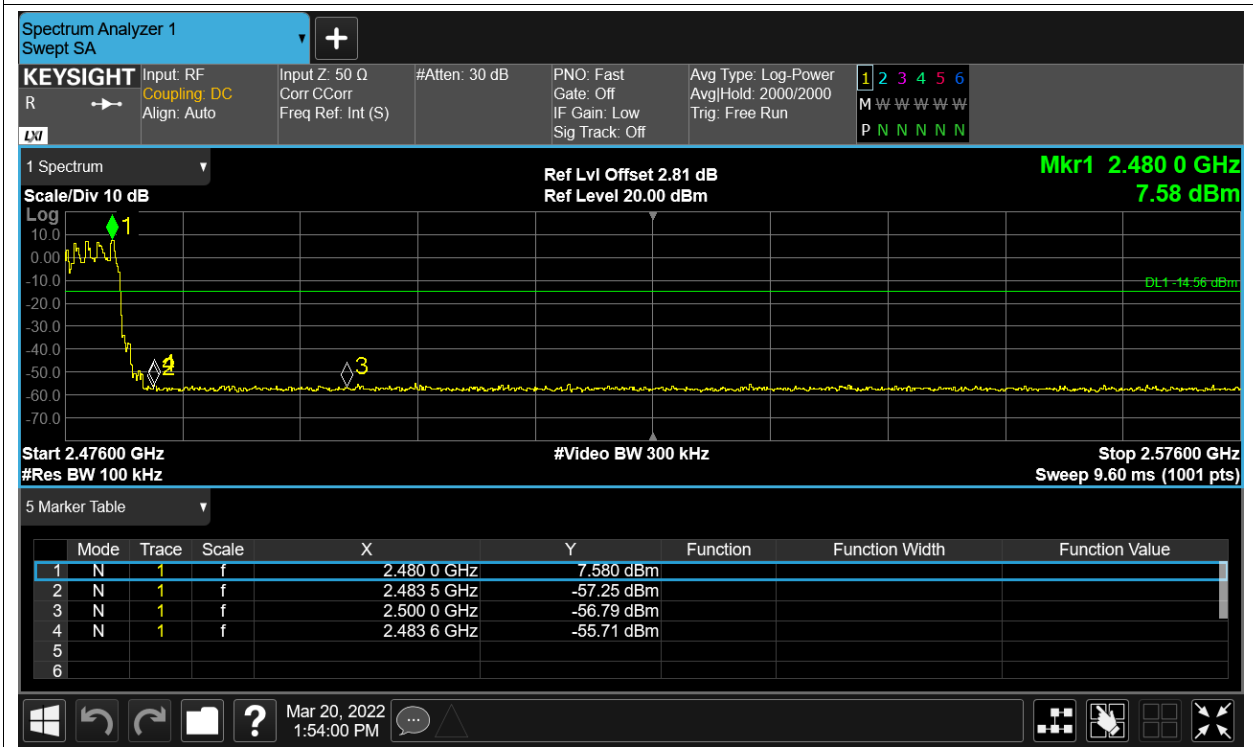 Spectrum Analyzer 1
Swept SA
▼
+
KEYSIGHT Input: RF Input Z: 50 Ω #Atten: 30 dB PNO: Fast Avg Type: Log-Power 1 2 3 4 5 6
R Coupling: DC Corr CCorr Gate: Off Avg|Hold: 2000/2000 M W W W W W
Align: Auto Freq Ref: Int (S) IF Gain: Low Trig: Free Run
LXI Sig Track: Off P N N N N N
1 Spectrum ▼ Ref Lvl Offset 2.81 dB Mkr1 2.480 0 GHz
Scale/Div 10 dB Ref Level 20.00 dBm 7.58 dBm
Log
1
10.0
0.00
-10.0
DL1 -14.56 dBm
-20.0
-30.0
-40.0
2 3
-50.0
-60.0
-70.0
Start 2.47600 GHz #Video BW 300 kHz Stop 2.57600 GHz
#Res BW 100 kHz Sweep 9.60 ms (1001 pts)
5 Marker Table ▼
Mode Trace Scale X Y Function Function Width Function Value
1 N 1 f 2.480 0 GHz 7.580 dBm
2 N 1 f 2.483 5 GHz -57.25 dBm
3 N 1 f 2.500 0 GHz -56.79 dBm
4 N 1 f 2.483 6 GHz -55.71 dBm
5
6
? Mar 20, 2022
1:54:00 PM